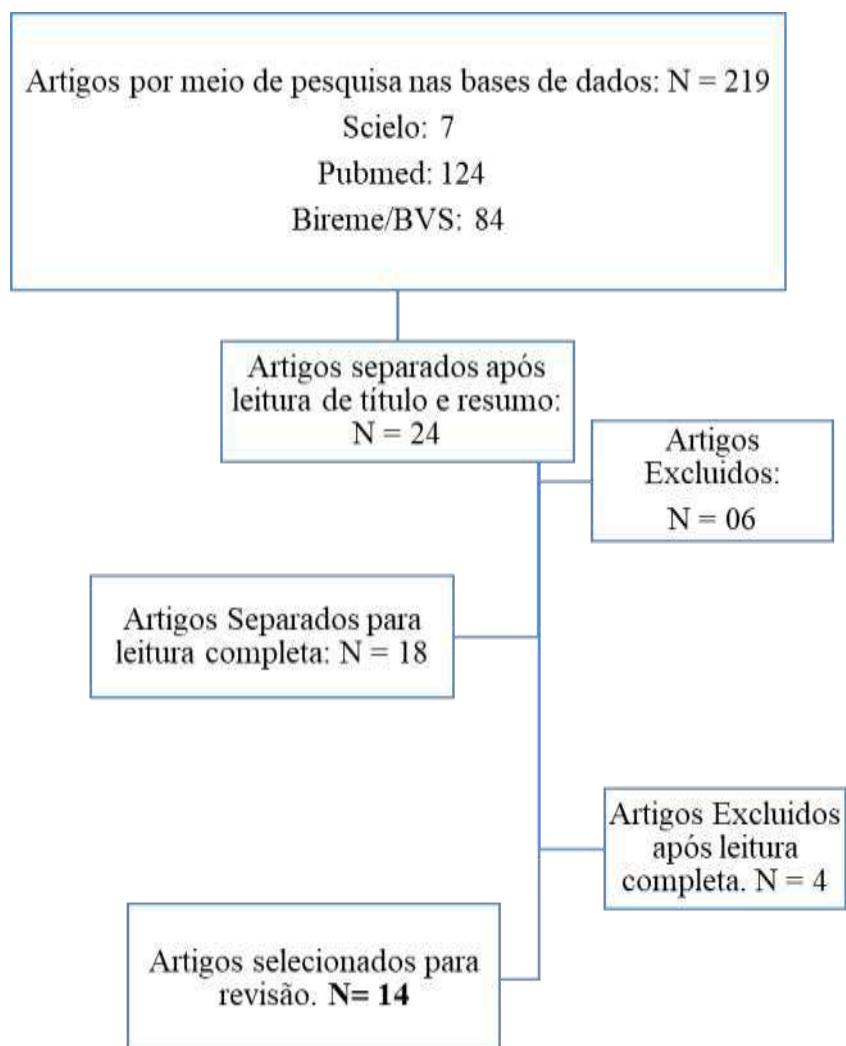 Artigos por meio de pesquisa nas bases de dados: N = 219
Scielo: 7
Pubmed: 124
Bireme/BVS: 84
Artigos separados após
leitura de título e resumo:
N = 24
Artigos
Excluidos:
N = 06
Artigos Separados para
leitura completa: N = 18
Artigos Excluidos
após leitura
completa. N = 4
Artigos selecionados para
revisão. N= 14